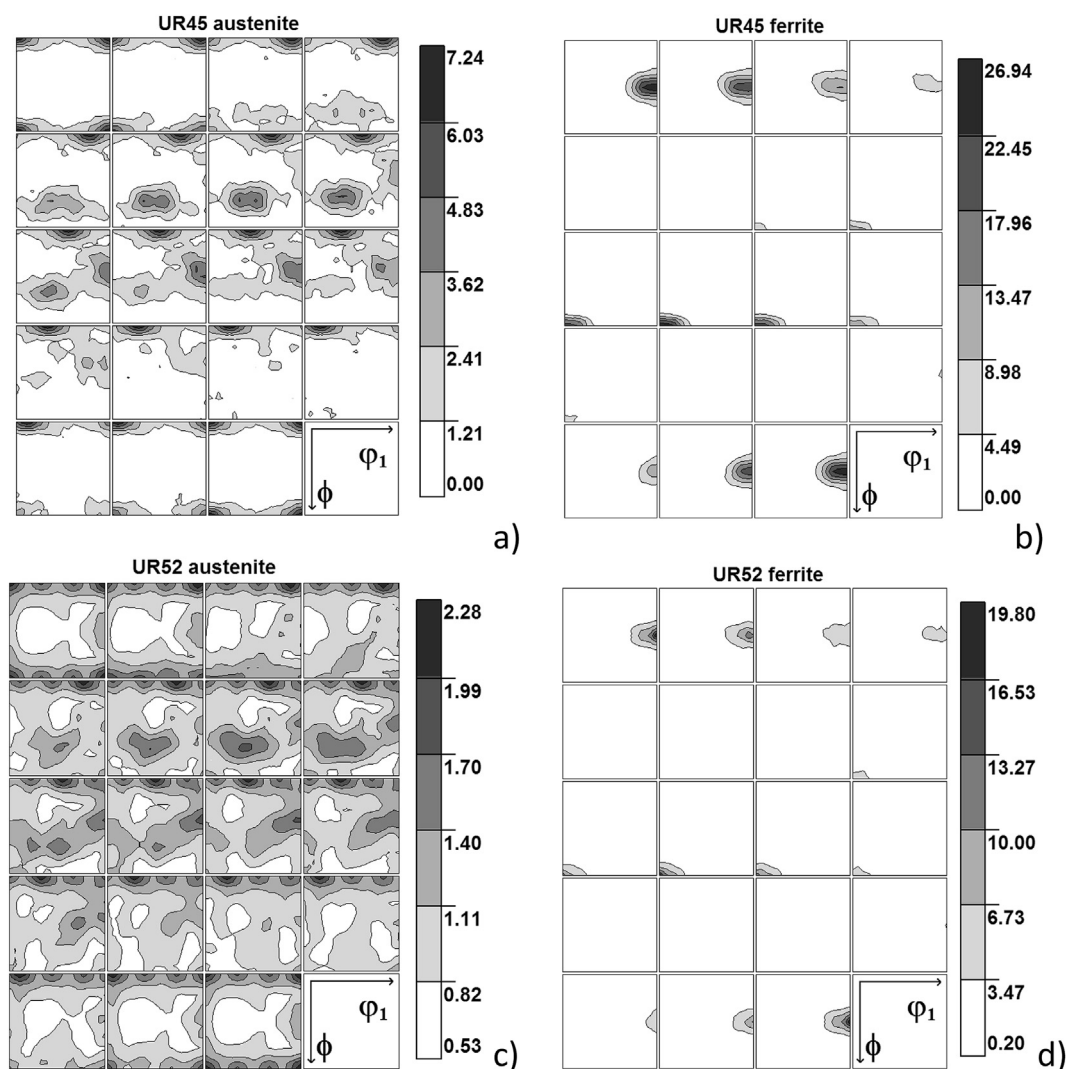 UR45 austenite
7.24
6.03
4.83
3.62
2.41
1.21
0.00
φ₁
ϕ
a)
UR45 ferrite
26.94
22.45
17.96
13.47
8.98
4.49
0.00
φ₁
ϕ
b)
UR52 austenite
2.28
1.99
1.70
1.40
1.11
0.82
0.53
φ₁
ϕ
c)
UR52 ferrite
19.80
16.53
13.27
10.00
6.73
3.47
0.20
φ₁
ϕ
d)